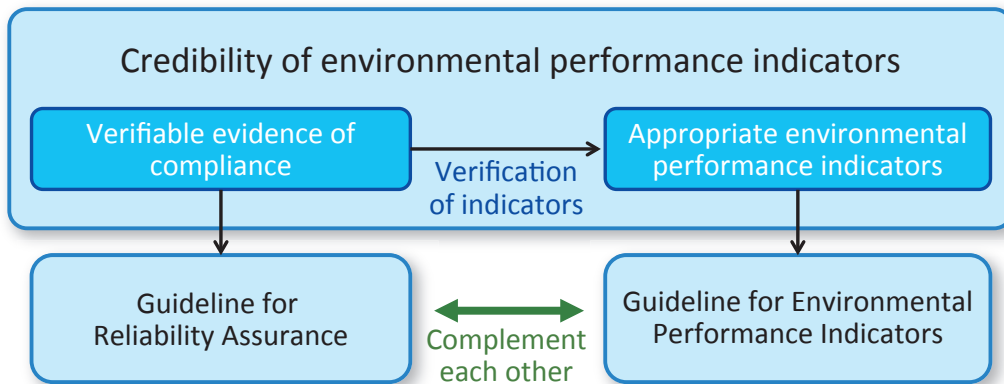 Credibility of environmental performance indicators
Verifiable evidence of
compliance
Verification
of indicators
Appropriate environmental
performance indicators
Guideline for
Reliability Assurance
Complement
each other
Guideline for Environmental
Performance Indicators